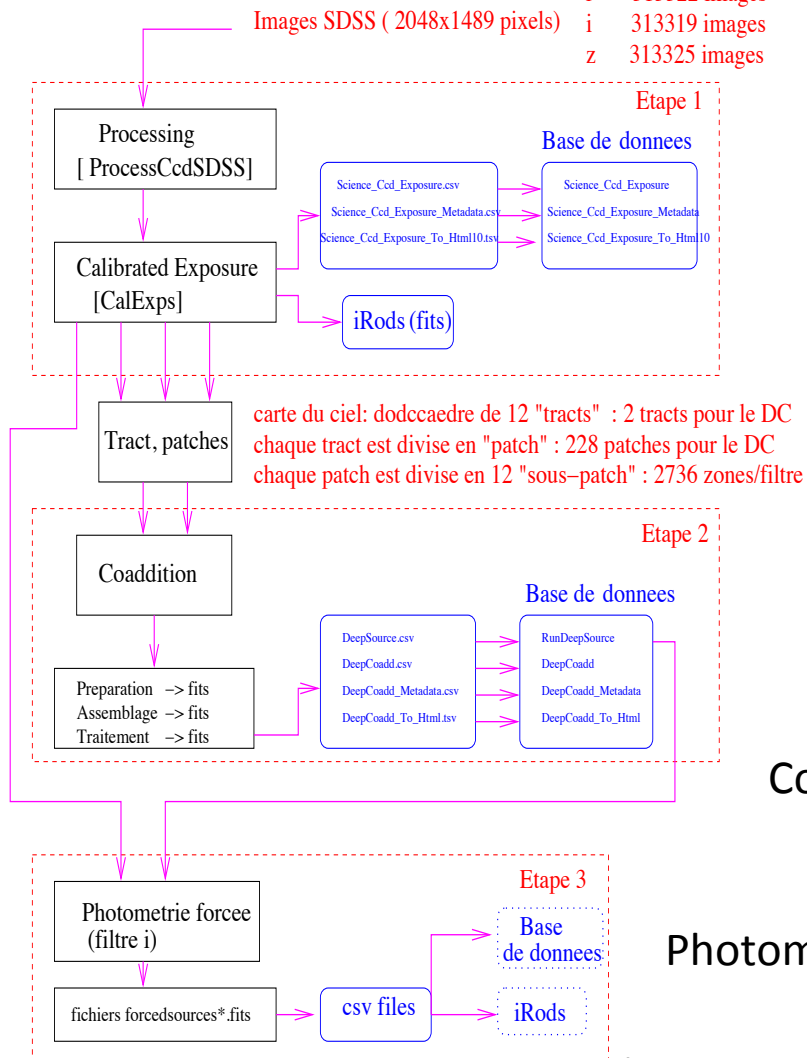 Images SDSS ( 2048x1489 pixels)
i 313319 images
z 313325 images
Etape 1
Processing
[ ProcessCcdSDSS]
Base de donnees
Science_Ccd_Exposure.csv
Science_Ccd_Exposure
Science_Ccd_Exposure_Metadata.csv
Science_Ccd_Exposure_Metadata
Science_Ccd_Exposure_To_Html10.tsv
Science_Ccd_Exposure_To_Html10
Calibrated Exposure
[CalExps]
iRods (fits)
Tract, patches
carte du ciel: dodccaedre de 12 "tracts" : 2 tracts pour le DC
chaque tract est divise en "patch" : 228 patches pour le DC
chaque patch est divise en 12 "sous-patch" : 2736 zones/filtre
Etape 2
Coaddition
Base de donnees
DeepSource.csv
RunDeepSource
DeepCoadd.csv
DeepCoadd
DeepCoadd_Metadata.csv
DeepCoadd_Metadata
DeepCoadd_To_Html.tsv
DeepCoadd_To_Html
Preparation -> fits
Assemblage -> fits
Traitement -> fits
Co
Etape 3
Photometrie forcee
(filtre i)
Base
de donnees
Photom
fichiers forcedsources*.fits
csv files
iRods